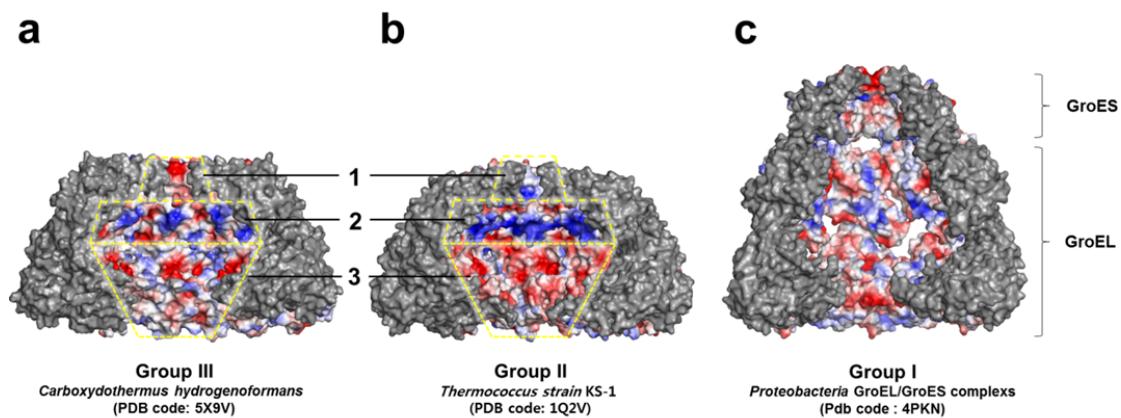 a
b
c
GroES
GroEL
1
2
3
Group III
Carboxydothermus hydrogenoformans
(PDB code: 5X9V)
Group II
Thermococcus strain KS-1
(PDB code: 1Q2V)
Group I
Proteobacteria GroEL/GroES complexs
(Pdb code : 4PKN)